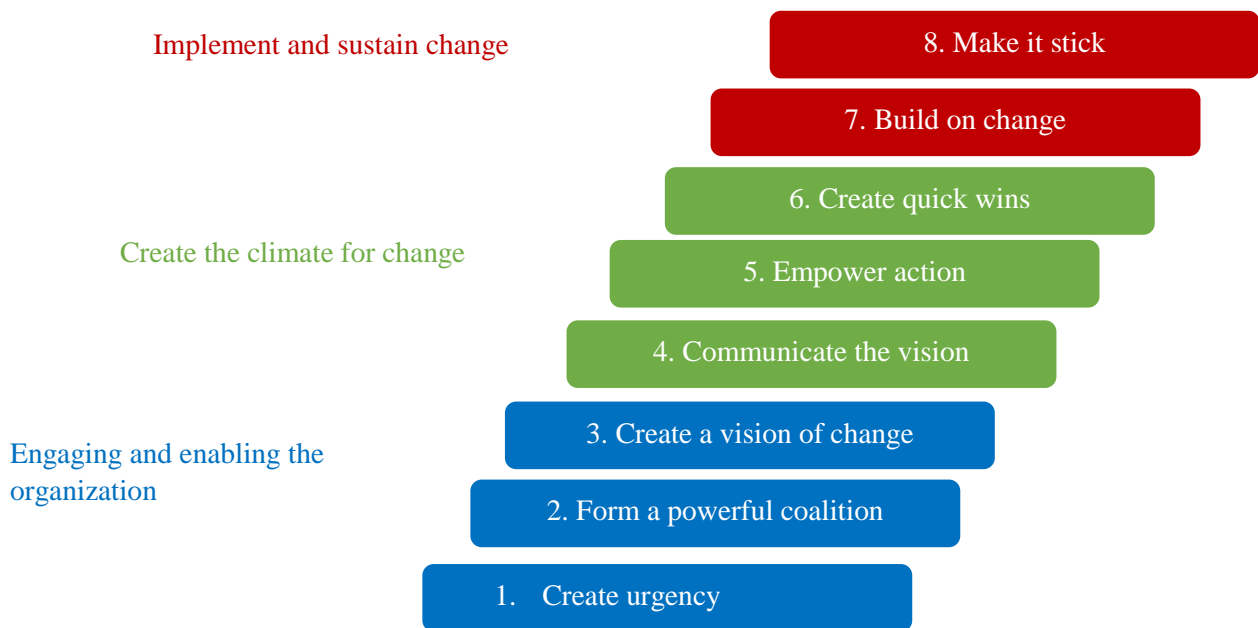 Implement and sustain change
8. Make it stick
7. Build on change
6. Create quick wins
Create the climate for change
5. Empower action
4. Communicate the vision
3. Create a vision of change
Engaging and enabling the
organization
2. Form a powerful coalition
1. Create urgency